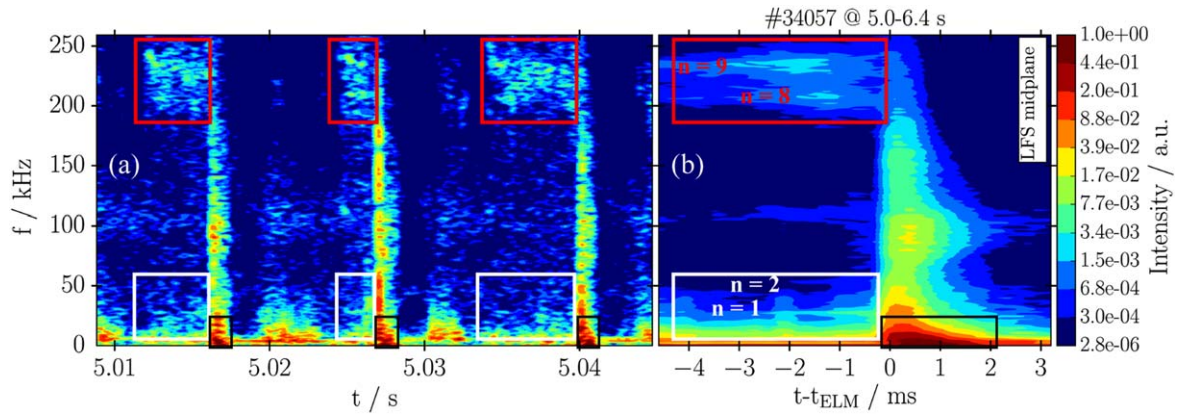 #34057 @ 5.0-6.4 s
260
200
150
100
50
0
f / kHz
(a)
5.01
5.02
5.03
5.04
t / s
n = 9
n = 8
(b)
n = 2
n = 1
LFS midplane
−4
−3
−2
−1
0
1
2
3
t-tELM / ms
1.0e+00
4.4e-01
2.0e-01
8.8e-02
3.9e-02
1.7e-02
7.7e-03
3.4e-03
1.5e-03
6.8e-04
3.0e-04
2.8e-06
Intensity / a.u.